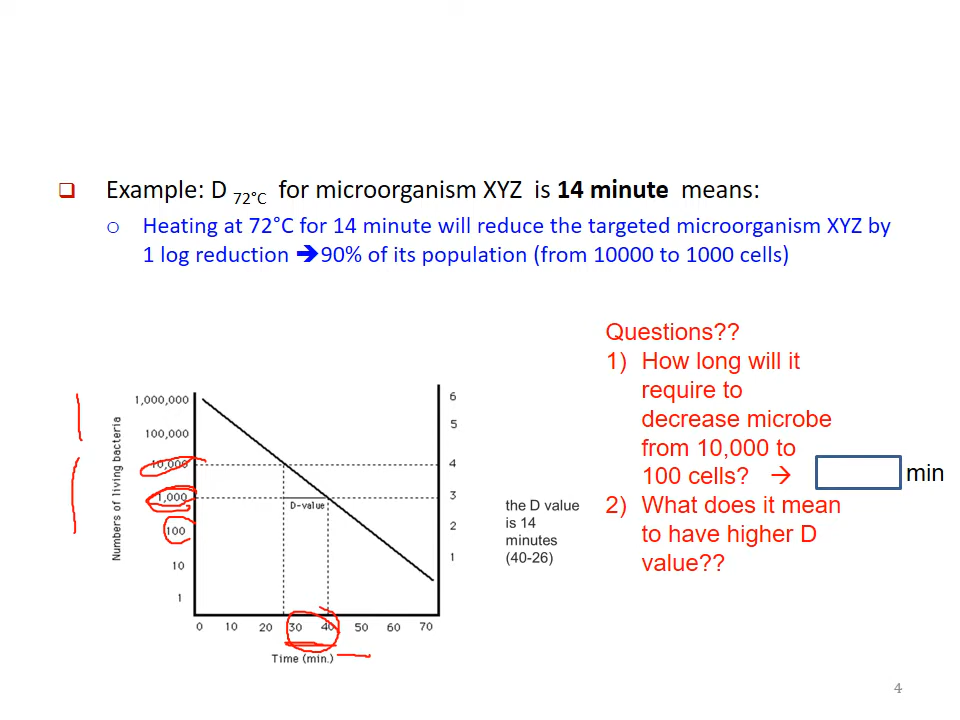 Example: D 72°C for microorganism XYZ is 14 minute means:
Heating at 72°C for 14 minute will reduce the targeted microorganism XYZ by
1 log reduction ➔90% of its population (from 10000 to 1000 cells)
Questions??
1) How long will it
require to
decrease microbe
from 10,000 to
100 cells? → min
2) What does it mean
to have higher D
value??
Numbers of living bacteria
1,000,000
100,000
10,000
1,000
100
10
1
D-value
6
5
4
3
2
1
0 10 20 30 40 50 60 70
Time (min.)
the D value
is 14
minutes
(40-26)
4